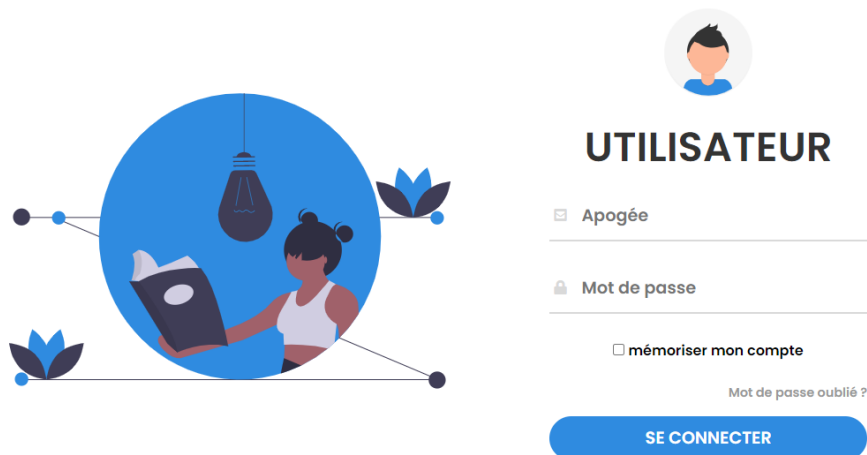 UTILISATEUR
Apogée
Mot de passe
mémoriser mon compte
Mot de passe oublié ?
SE CONNECTER